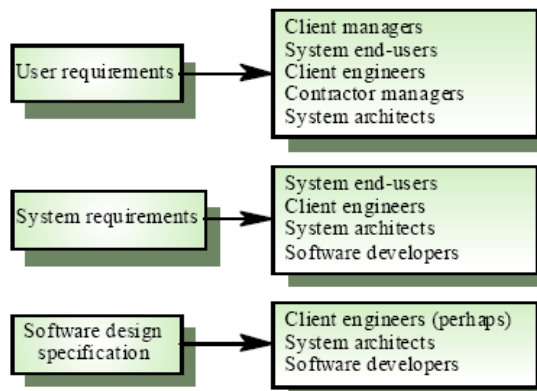 User requirements
Client managers
System end-users
Client engineers
Contractor managers
System architects
System requirements
System end-users
Client engineers
System architects
Software developers
Software design
specification
Client engineers (perhaps)
System architects
Software developers